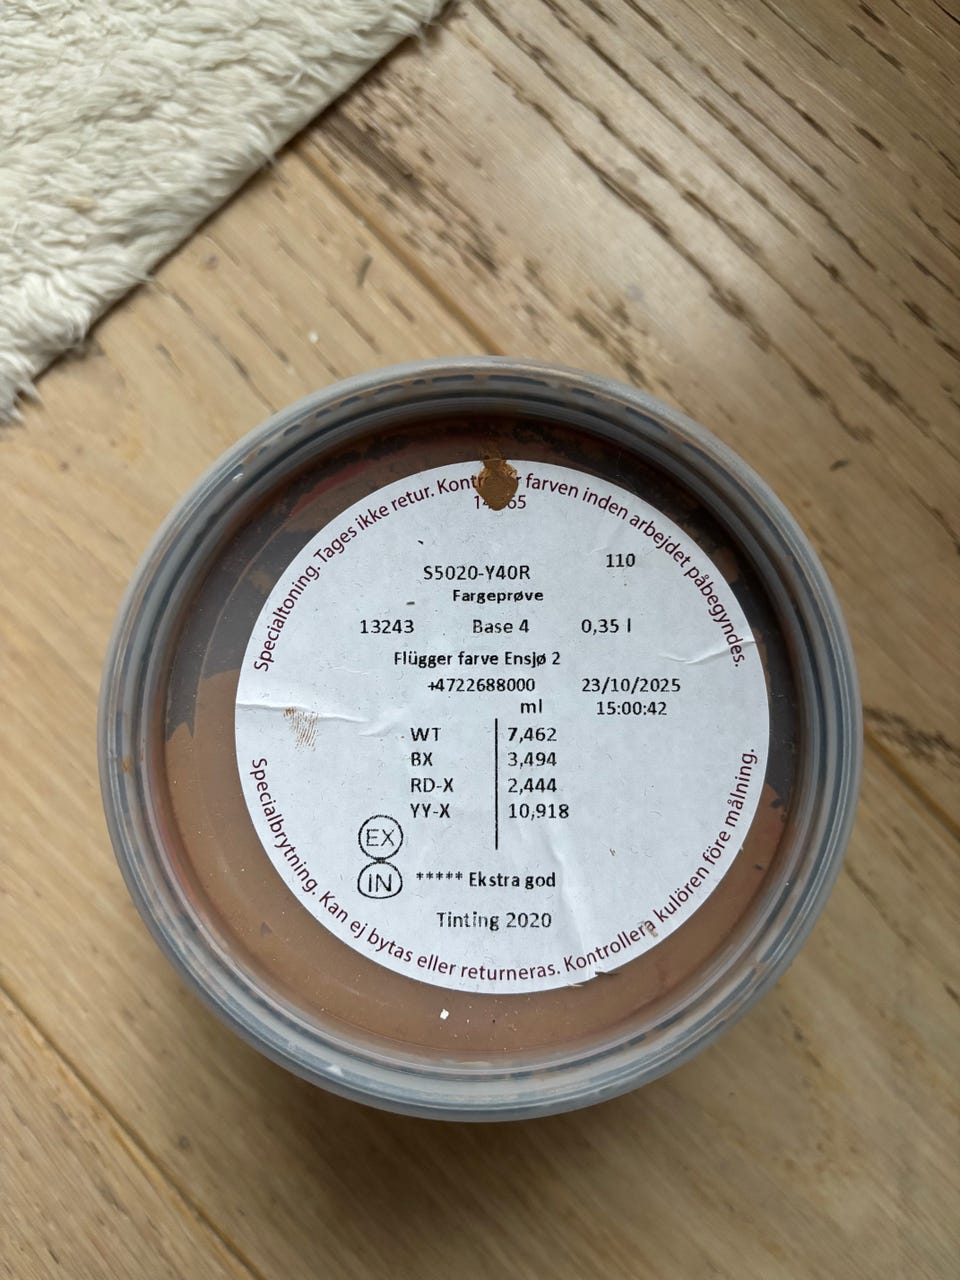 Specialtoning. Tages ikke retur. farven inden arbejdet påbegyndes.
S5020-Y40R 110
Fargeprøve
13243 Base 4 0,35 l
Flügger farve Ensjø 2
+4722688000 23/10/2025
ml 15:00:42
WT 7,462
BX 3,494
RD-X 2,444
YY-X 10,918
EX
IN ***** Ekstra god
Tinting 2020
Specialbrytning. Kan ej bytas eller returneras. Kontrollera kulören före målning.